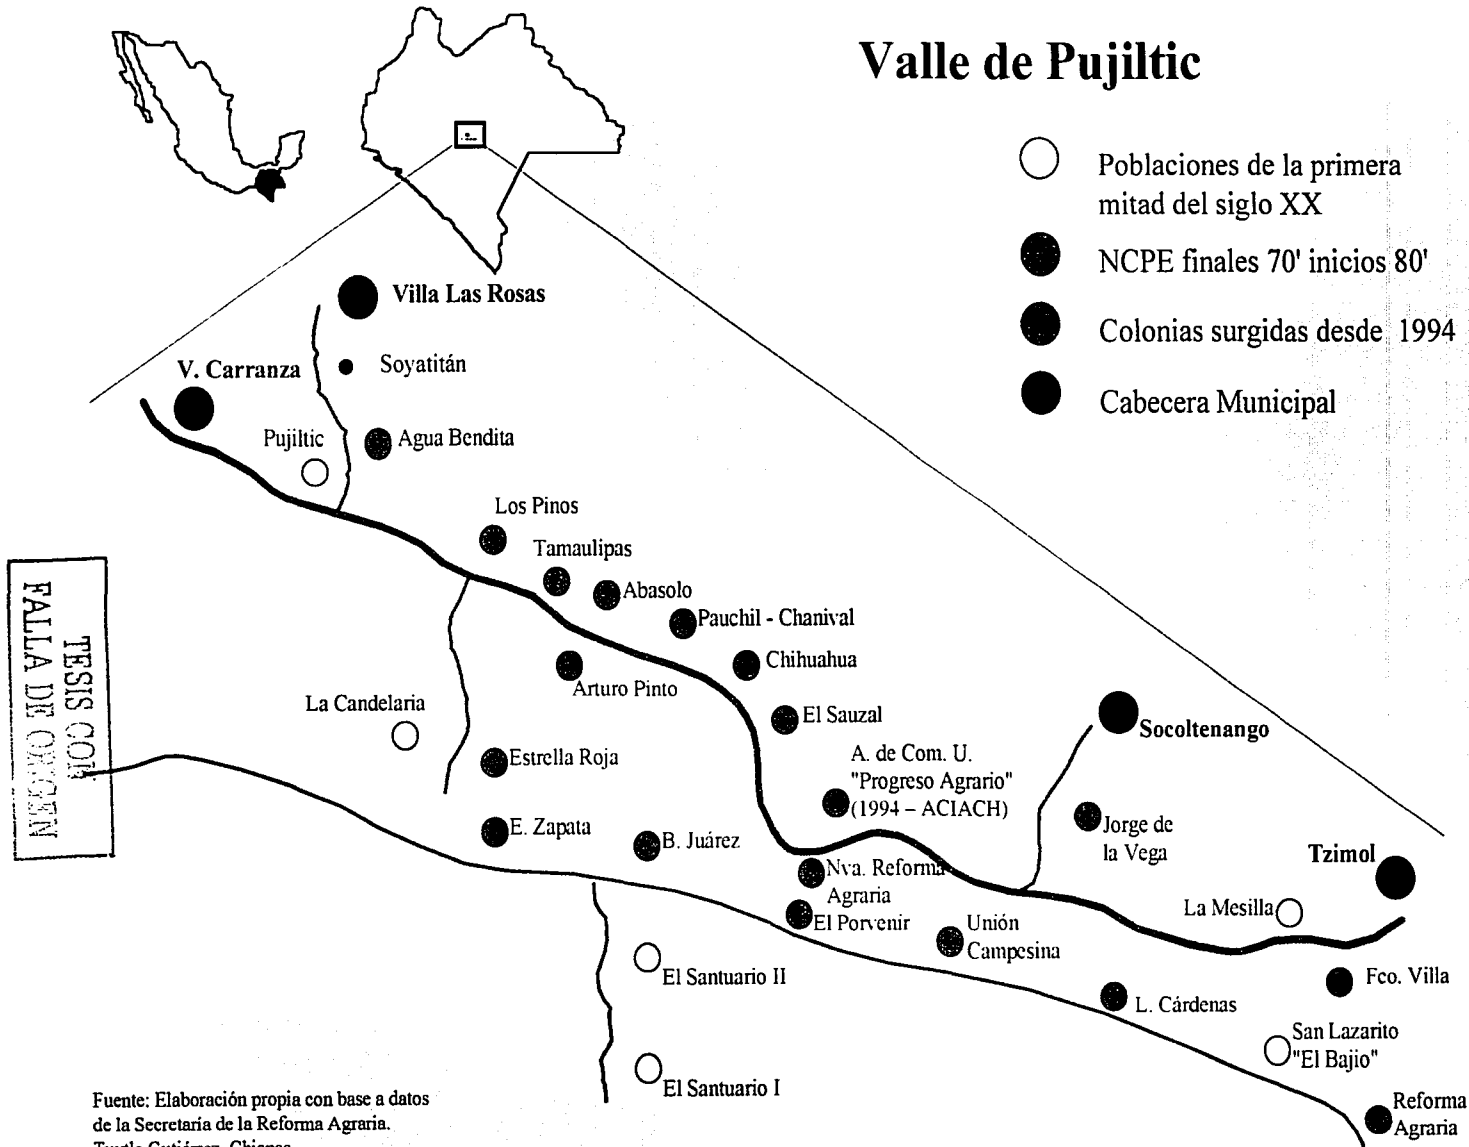 Valle de Pujiltic
Poblaciones de la primera
mitad del siglo XX
NCPE finales 70' inicios 80'
Colonias surgidas desde 1994
Cabecera Municipal
Villa Las Rosas
V. Carranza
Soyatitán
Pujiltic
Agua Bendita
Los Pinos
Tamaulipas
Abasolo
Pauchil - Chanival
Chihuahua
Arturo Pinto
La Candelaria
El Sauzal
Socoltenango
Estrella Roja
A. de Com. U.
"Progreso Agrario"
(1994 – ACIACH)
E. Zapata
B. Juárez
Jorge de
la Vega
Tzimol
Nva. Reforma
Agraria
El Porvenir
Unión
Campesina
La Mesilla
El Santuario II
Fco. Villa
L. Cárdenas
San Lazarito
"El Bajio"
El Santuario I
Reforma
Agraria
TESIS CON
FALLA DE ORIGEN
Fuente: Elaboración propia con base a datos
de la Secretaría de la Reforma Agraria.
Tuxtla Gutiérrez, Chiapas